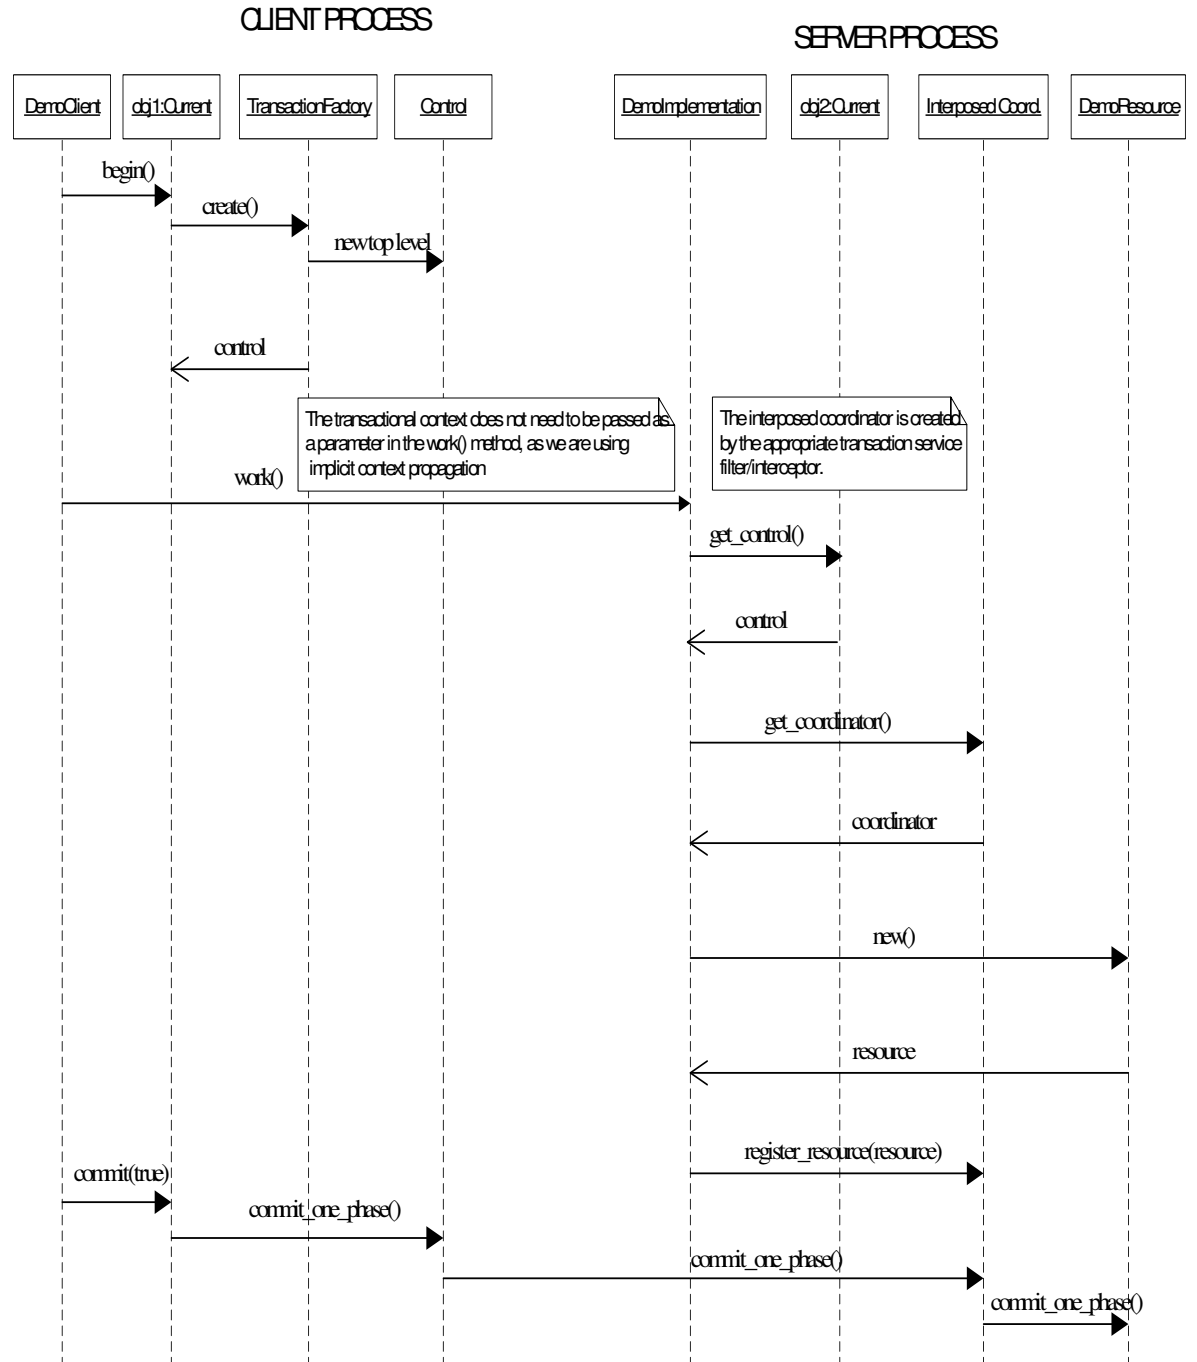 CLIENT PROCESS
SERVER PROCESS
DemoClient
obj1:Current
TransactionFactory
Control
DemoImplementation
obj2:Current
Interposed Coord.
DemoResource
begin()
create()
new top level
control
The transactional context does not need to be passed as
a parameter in the work() method, as we are using
implicit context propagation
The interposed coordinator is created
by the appropriate transaction service
filter/interceptor.
work()
get_control()
control
get_coordinator()
coordinator
new()
resource
register_resource(resource)
commit(true)
commit_one_phase()
commit_one_phase()
commit_one_phase()